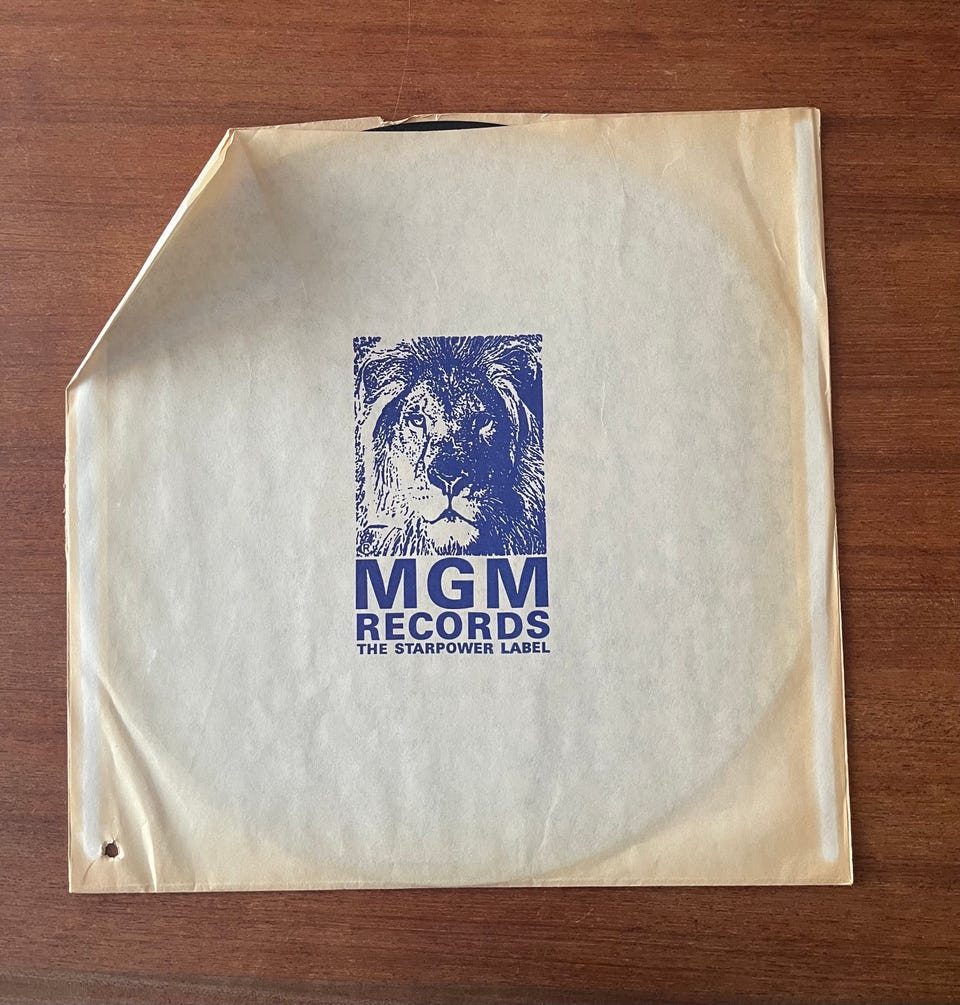 ®
MGM
RECORDS
THE STARPOWER LABEL